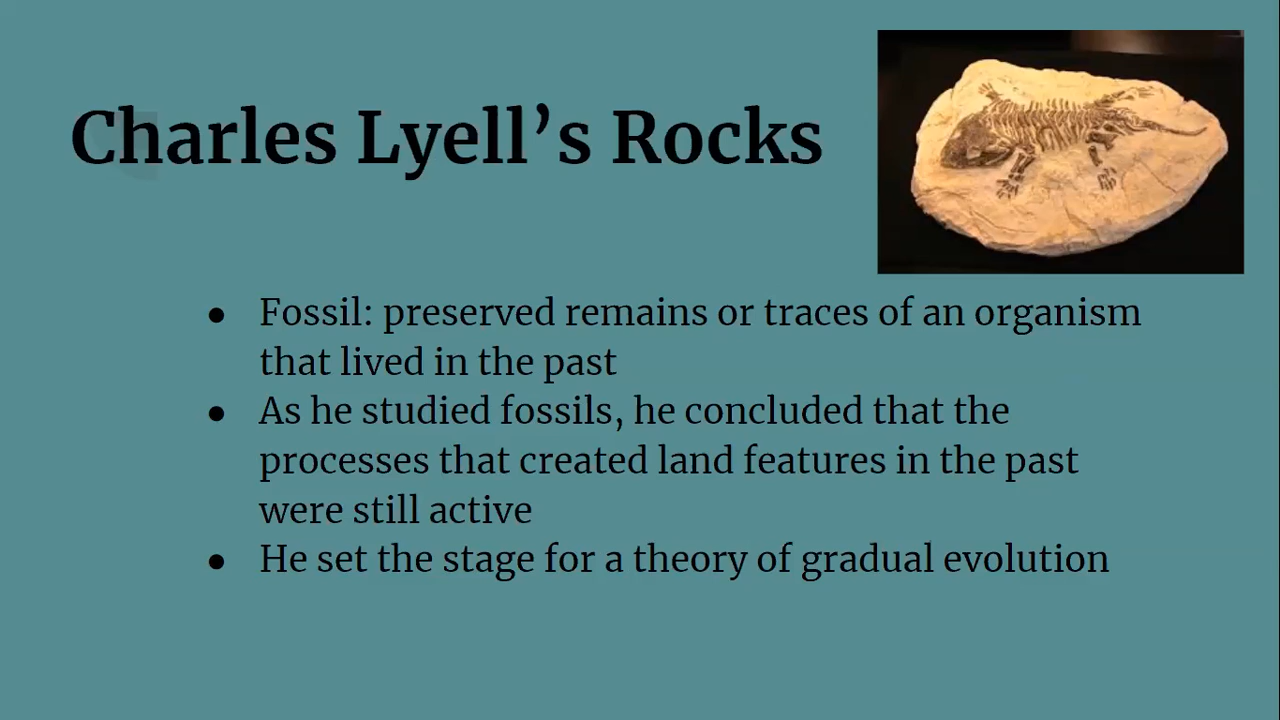 Charles Lyell’s Rocks
● Fossil: preserved remains or traces of an organism
that lived in the past
● As he studied fossils, he concluded that the
processes that created land features in the past
were still active
● He set the stage for a theory of gradual evolution